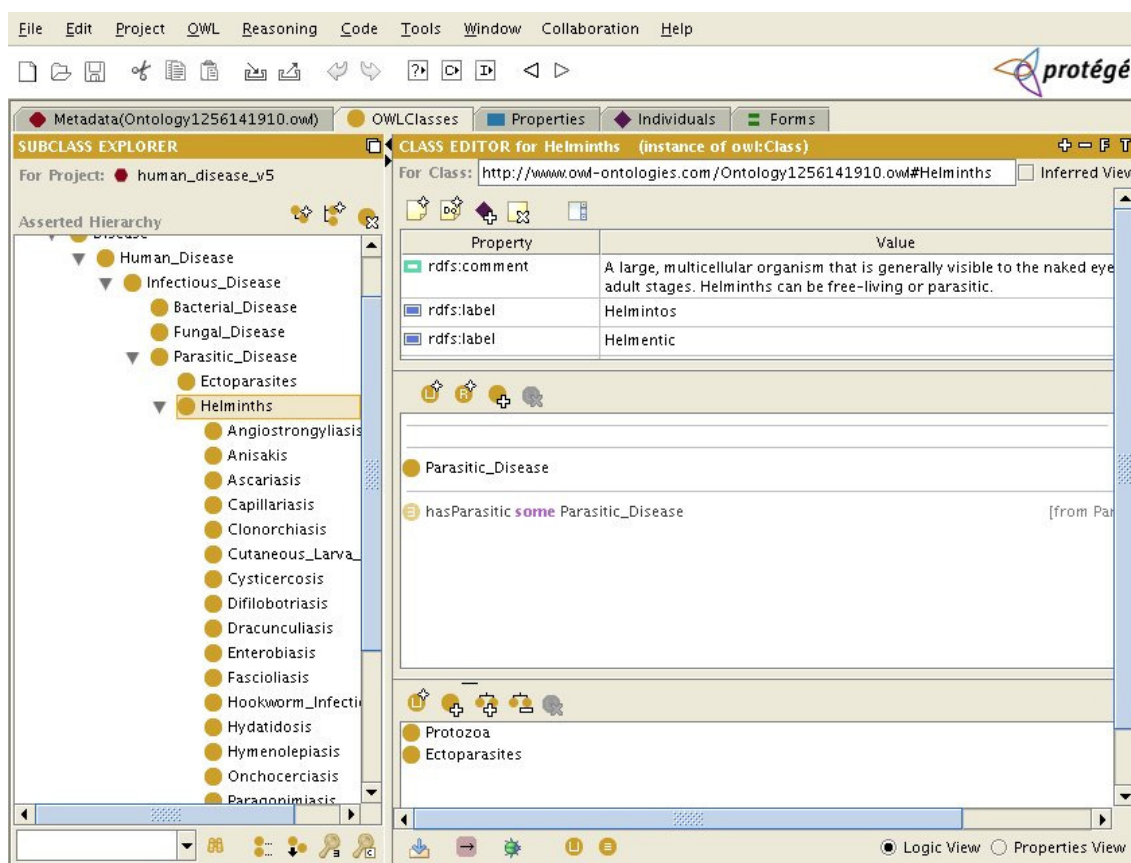 File Edit Project OWL Reasoning Code Tools Window Collaboration Help
protégé
Metadata(Ontology1256141910.owl) OWLClasses Properties Individuals Forms
SUBCLASS EXPLORER
For Project: human_disease_v5
Asserted Hierarchy
Disease
Human_Disease
Infectious_Disease
Bacterial_Disease
Fungal_Disease
Parasitic_Disease
Ectoparasites
Helminths
Angiostrongyliasis
Anisakis
Ascariasis
Capillariasis
Clonorchiasis
Cutaneous_Larva_
Cysticercosis
Difilobotriasis
Dracunculiasis
Enterobiasis
Fascioliasis
Hookworm_Infecti
Hydatidosis
Hymenolepiasis
Onchocerciasis
Paragonimiasis
CLASS EDITOR for Helminths (instance of owl:Class)
For Class: http://www.owl-ontologies.com/Ontology1256141910.owl#Helminths Inferred View
Property Value
rdfs:comment A large, multicellular organism that is generally visible to the naked eye
adult stages. Helminths can be free-living or parasitic.
rdfs:label Helmintos
rdfs:label Helmentic
Parasitic_Disease
hasParasitic some Parasitic_Disease [from Par
Protozoa
Ectoparasites
Logic View Properties View